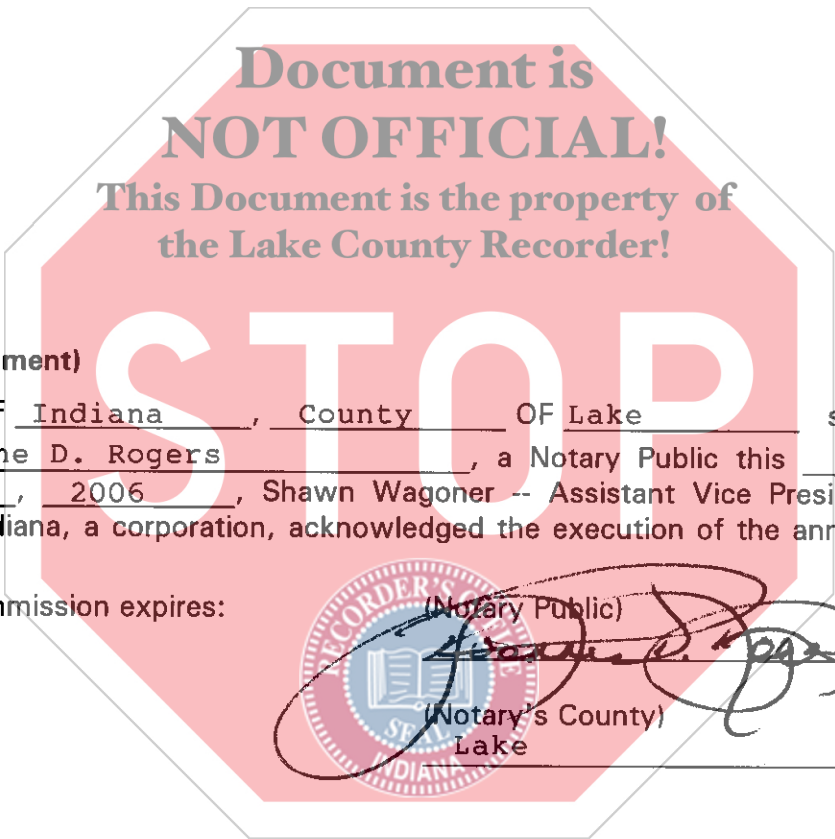 Document is
NOT OFFICIAL!
This Document is the property of
the Lake County Recorder!
STOP
ment)
F Indiana , County OF Lake s
ne D. Rogers , a Notary Public this
, 2006 , Shawn Wagoner -- Assistant Vice Presi
diana, a corporation, acknowledged the execution of the ann
nmission expires: (Notary Public)
D. Roge
(Notary's County)
Lake
RECORDER'S OFFICE
SEAL
INDIANA